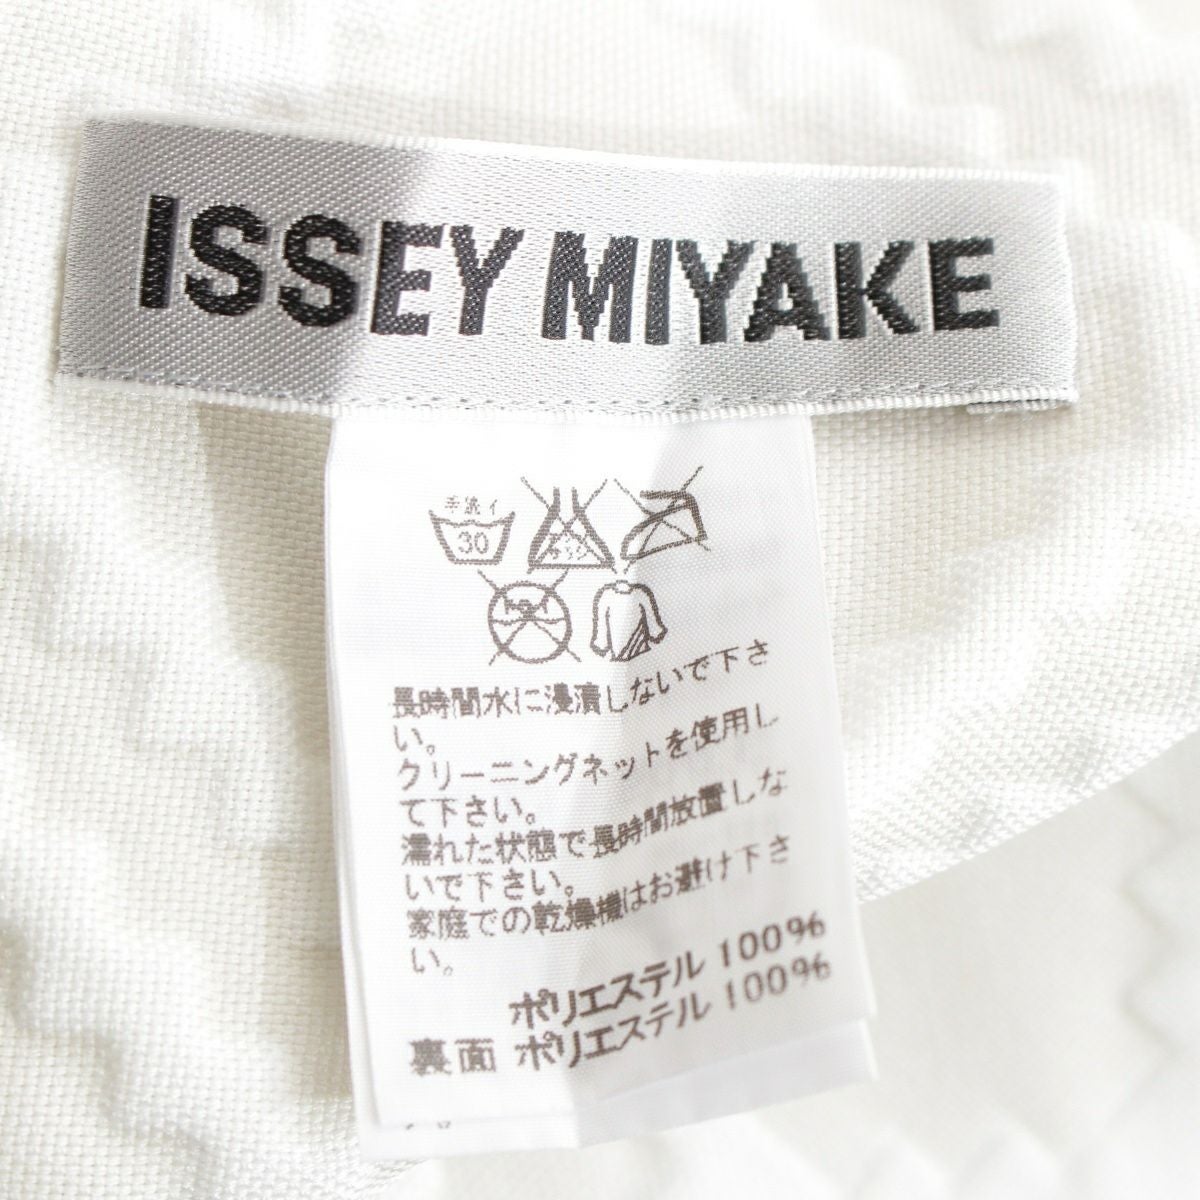 ISSEY MIYAKE
手洗イ
30
エンソ
長時間水に浸漬しないで下さ
い。
クリーニングネットを使用し
て下さい。
濡れた状態で長時間放置しな
いで下さい。
家庭での乾燥機はお避け下さ
い。
ポリエステル 100%
裏面 ポリエステル 100%